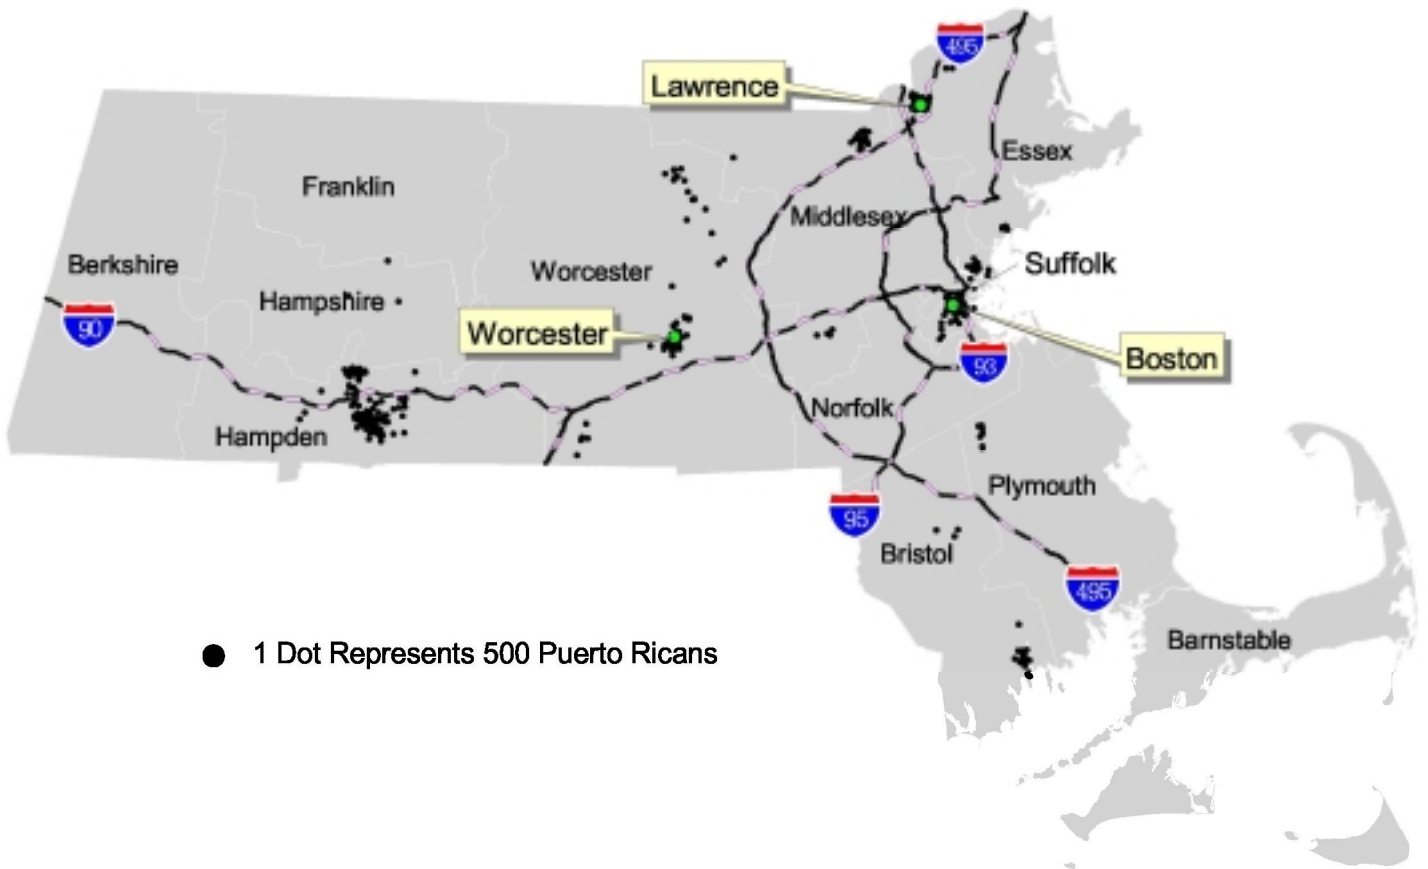 495
Lawrence
Essex
Franklin
Middlesex
Berkshire
Worcester
Suffolk
Hampshire
90
Worcester
Boston
93
Norfolk
Hampden
Plymouth
95
Bristol
495
Barnstable
1 Dot Represents 500 Puerto Ricans